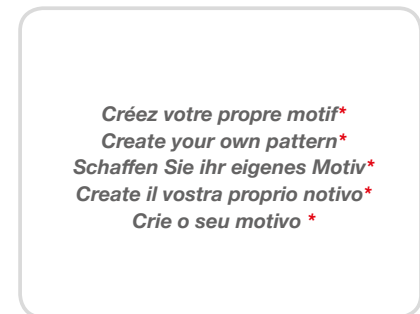 Créez votre propre motif*
Create your own pattern*
Schaffen Sie ihr eigenes Motiv*
Create il vostra proprio notivo*
Crie o seu motivo *